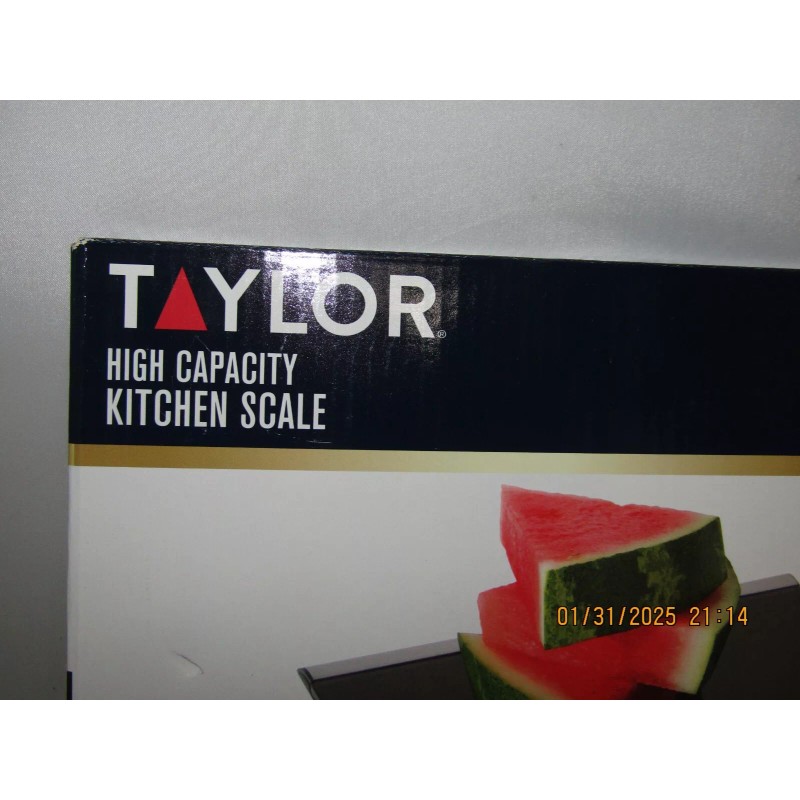 TAYLOR®
HIGH CAPACITY
KITCHEN SCALE
01/31/2025 21:14